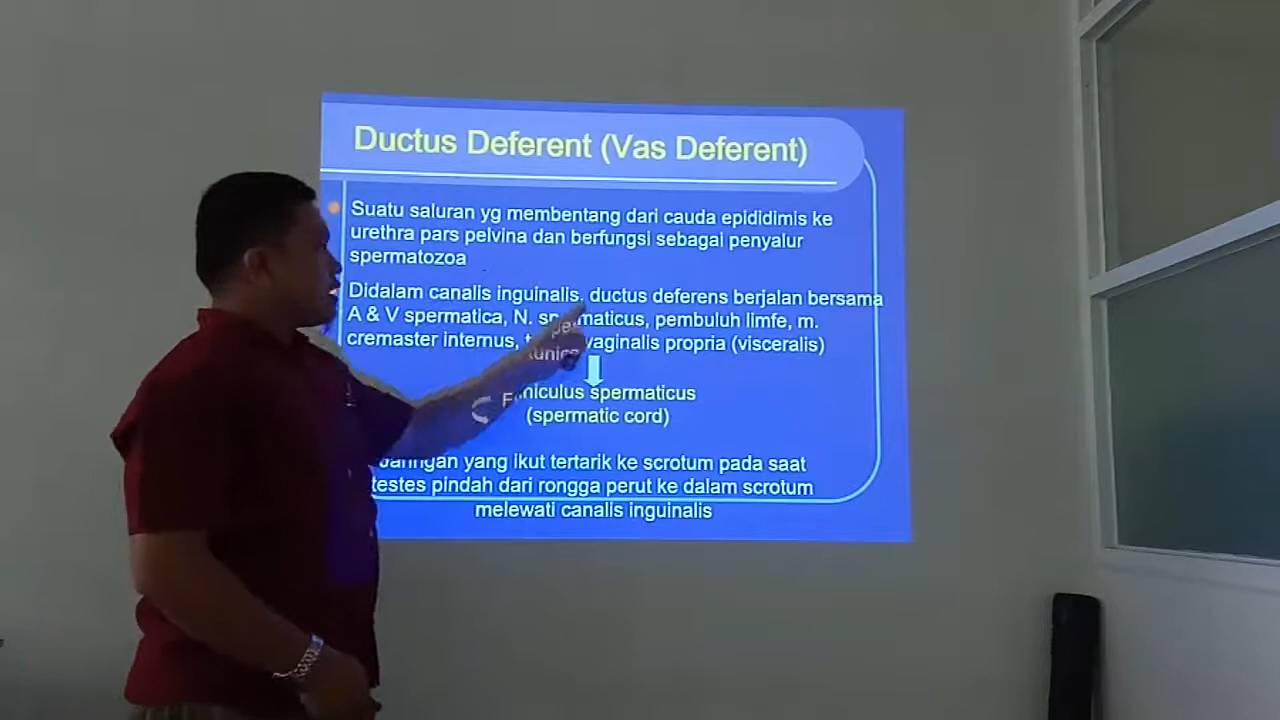 Ductus Deferent (Vas Deferent)
Suatu saluran yg membentang dari cauda epididimis ke
urethra pars pelvina dan berfungsi sebagai penyalur
spermatozoa
Didalam canalis inguinalis, ductus deferens berjalan bersama
A & V spermatica, N. spermaticus, pembuluh limfe, m.
cremaster internus, tunica vaginalis propria (visceralis)
Funiculus spermaticus
(spermatic cord)
Jaringan yang ikut tertarik ke scrotum pada saat
testes pindah dari rongga perut ke dalam scrotum
melewati canalis inguinalis